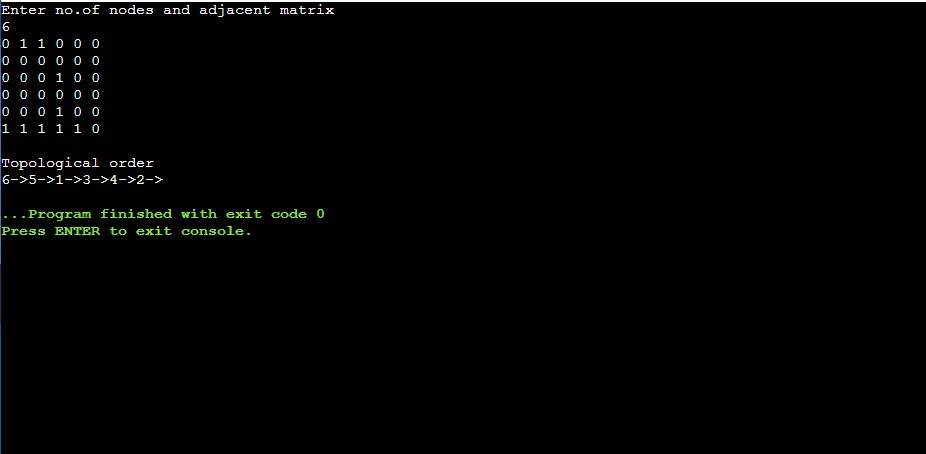 Enter no.of nodes and adjacent matrix
6
0 1 1 0 0 0
0 0 0 0 0 0
0 0 0 1 0 0
0 0 0 0 0 0
0 0 0 1 0 0
1 1 1 1 1 0
Topological order
6->5->1->3->4->2->
...Program finished with exit code 0
Press ENTER to exit console.